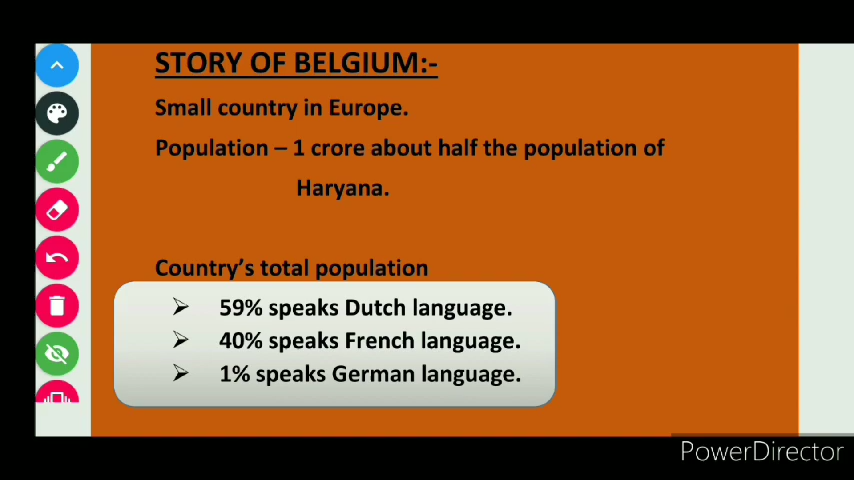 STORY OF BELGIUM:-
Small country in Europe.
Population – 1 crore about half the population of
Haryana.
Country's total population
➢ 59% speaks Dutch language.
➢ 40% speaks French language.
➢ 1% speaks German language.
PowerDirector